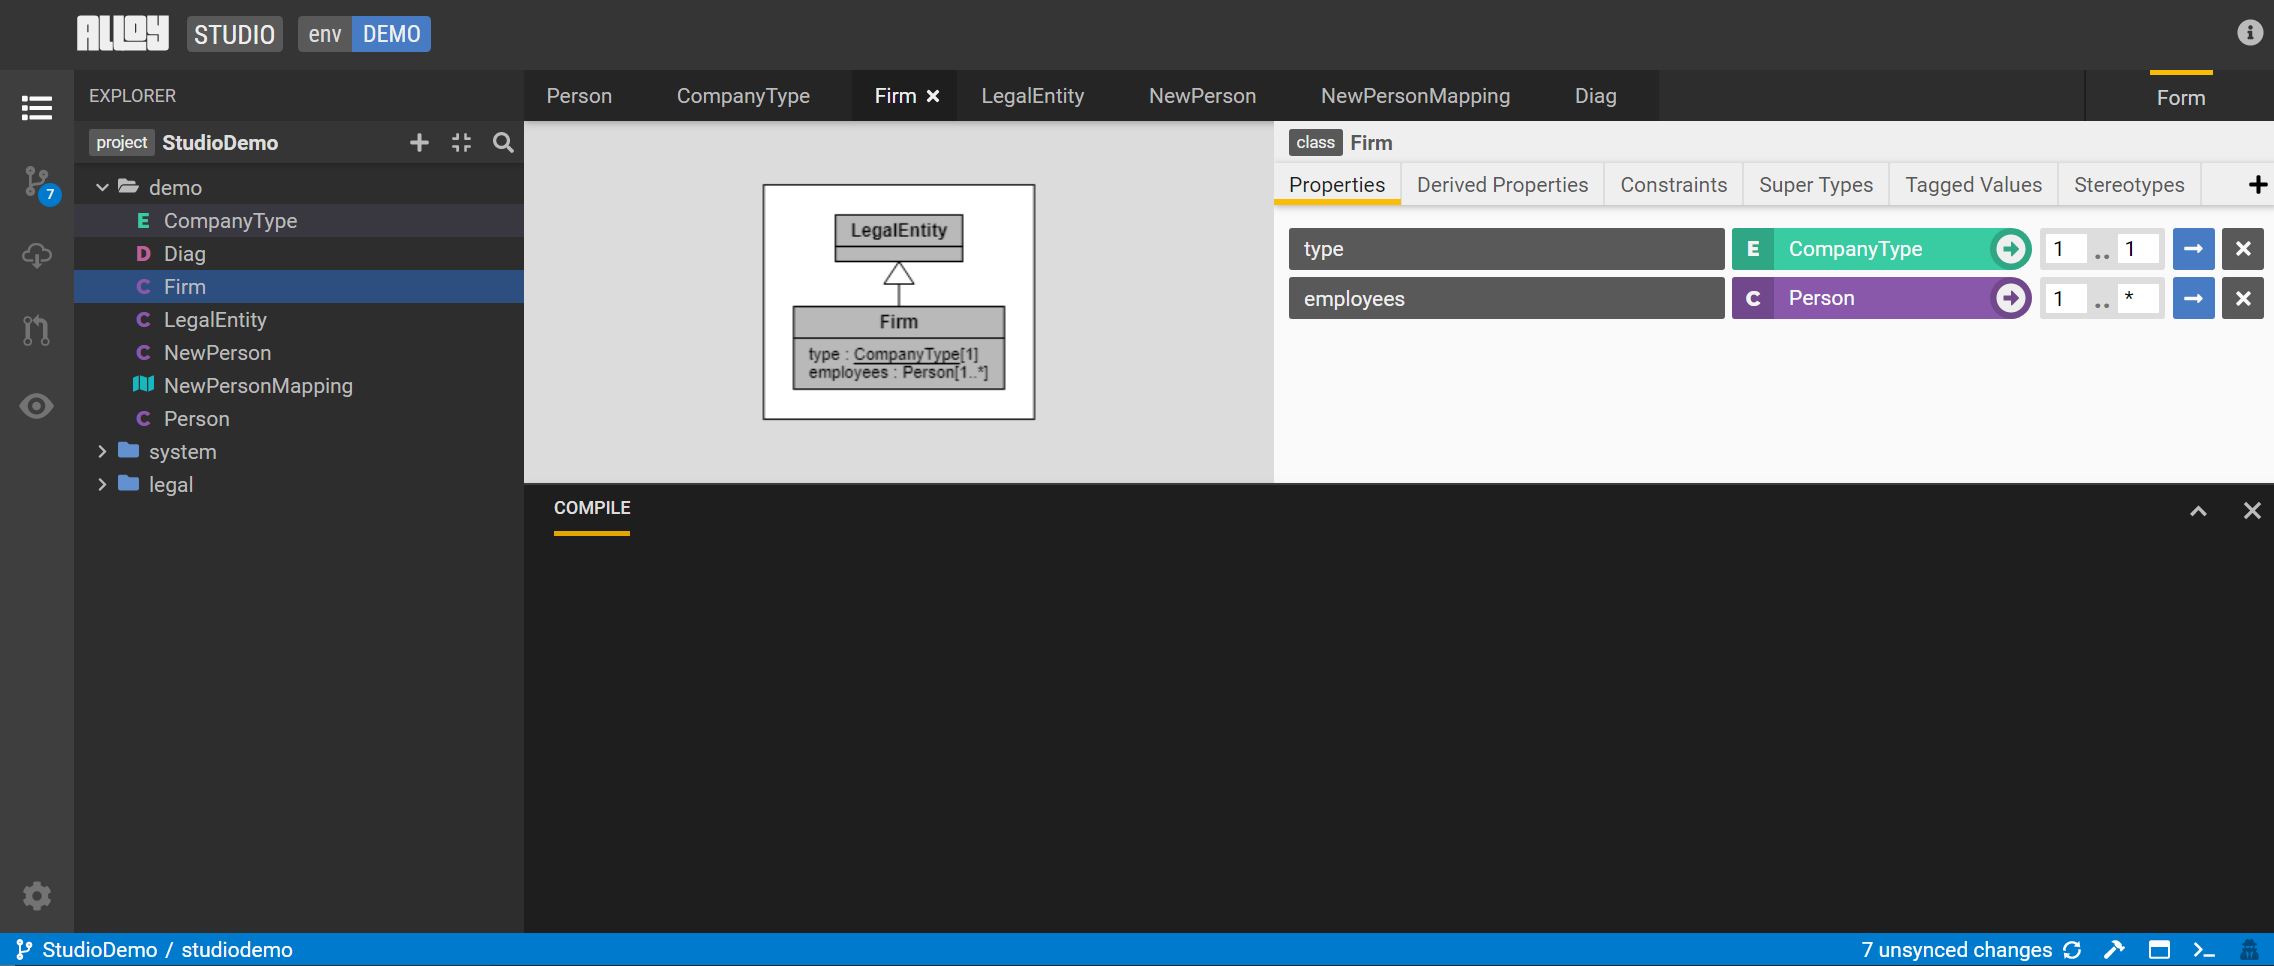 ALLOY STUDIO env DEMO
EXPLORER
project StudioDemo
7
demo
E CompanyType
D Diag
C Firm
C LegalEntity
C NewPerson
NewPersonMapping
C Person
system
legal
Person CompanyType Firm LegalEntity NewPerson NewPersonMapping Diag Form
LegalEntity
Firm
type : CompanyType[1]
employees : Person[1..*]
class Firm
Properties Derived Properties Constraints Super Types Tagged Values Stereotypes
type E CompanyType 1 .. 1
employees C Person 1 .. *
COMPILE
StudioDemo / studiodemo
7 unsynced changes